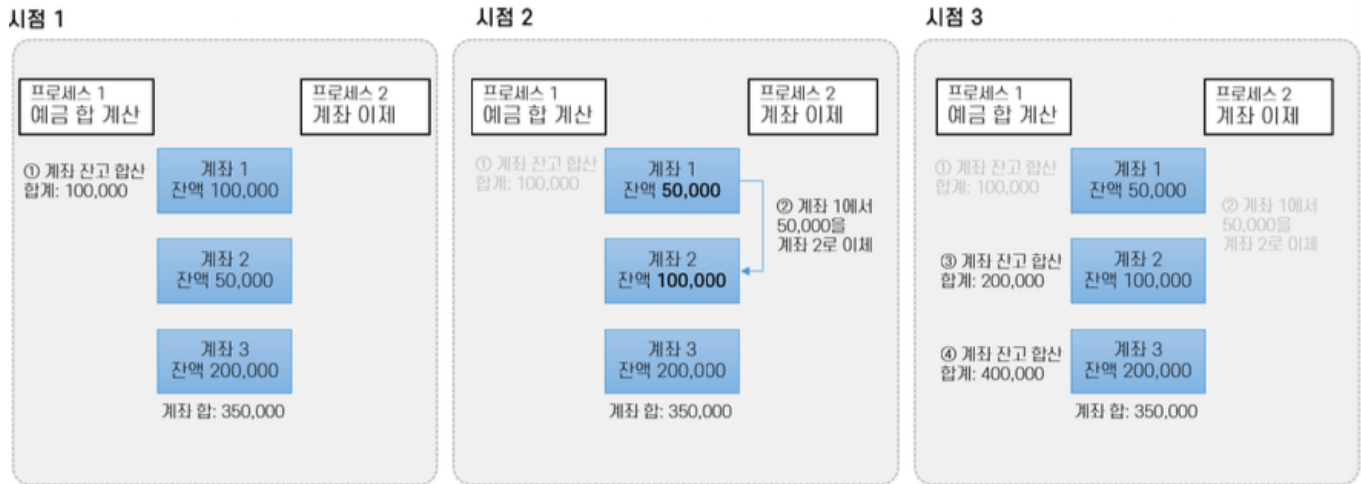 시점 1
프로세스 1
예금 합 계산
프로세스 2
계좌 이제
① 계좌 잔고 합산
합계: 100,000
계좌 1
잔액 100,000
계좌 2
잔액 50,000
계좌 3
잔액 200,000
계좌 합: 350,000
시점 2
프로세스 1
예금 합 계산
프로세스 2
계좌 이제
① 계좌 잔고 합산
합계: 100,000
계좌 1
잔액 50,000
② 계좌 1에서
50,000을
계좌 2로 이체
계좌 2
잔액 100,000
계좌 3
잔액 200,000
계좌 합: 350,000
시점 3
프로세스 1
예금 합 계산
프로세스 2
계좌 이제
① 계좌 잔고 합산
합계: 100,000
계좌 1
잔액 50,000
② 계좌 1에서
50,000을
계좌 2로 이체
③ 계좌 잔고 합산
합계: 200,000
계좌 2
잔액 100,000
④ 계좌 잔고 합산
합계: 400,000
계좌 3
잔액 200,000
계좌 합: 350,000